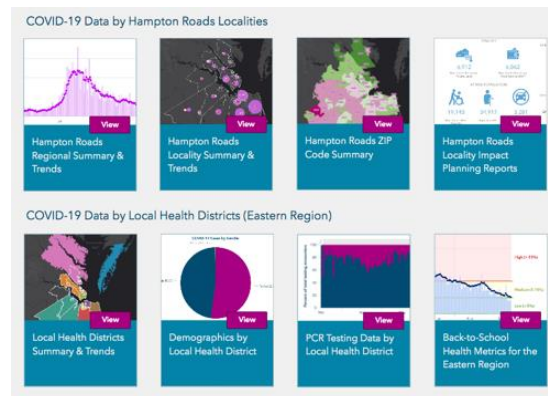 COVID-19 Data by Hampton Roads Localities
View
Hampton Roads
Regional Summary &
Trends
View
Hampton Roads
Locality Summary &
Trends
View
Hampton Roads ZIP
Code Summary
View
Hampton Roads
Locality Impact
Planning Reports
COVID-19 Data by Local Health Districts (Eastern Region)
View
Local Health Districts
Summary & Trends
View
Demographics by
Local Health District
View
PCR Testing Data by
Local Health District
View
Back-to-School
Health Metrics for the
Eastern Region